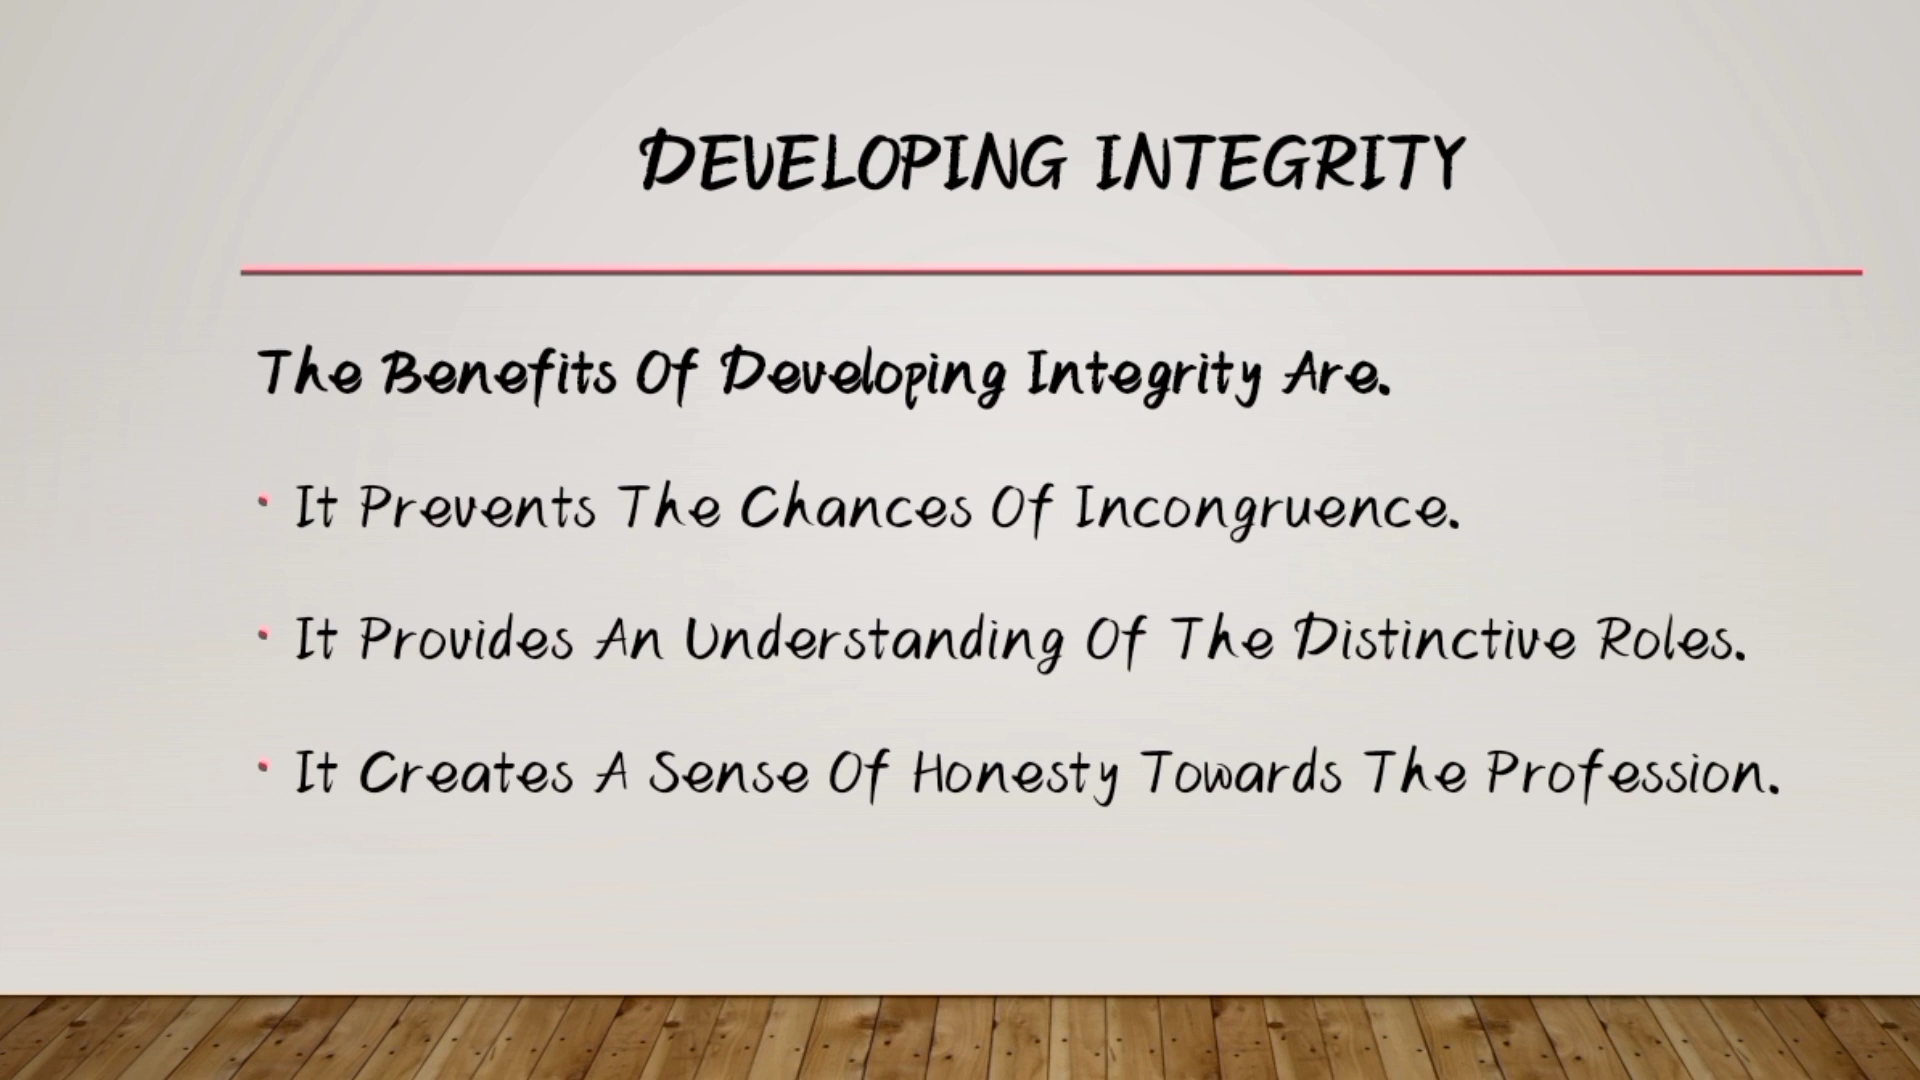 DEVELOPING INTEGRITY
The Benefits Of Developing Integrity Are.
• It Prevents The Chances Of Incongruence.
• It Provides An Understanding Of The Distinctive Roles.
• It Creates A Sense Of Honesty Towards The Profession.